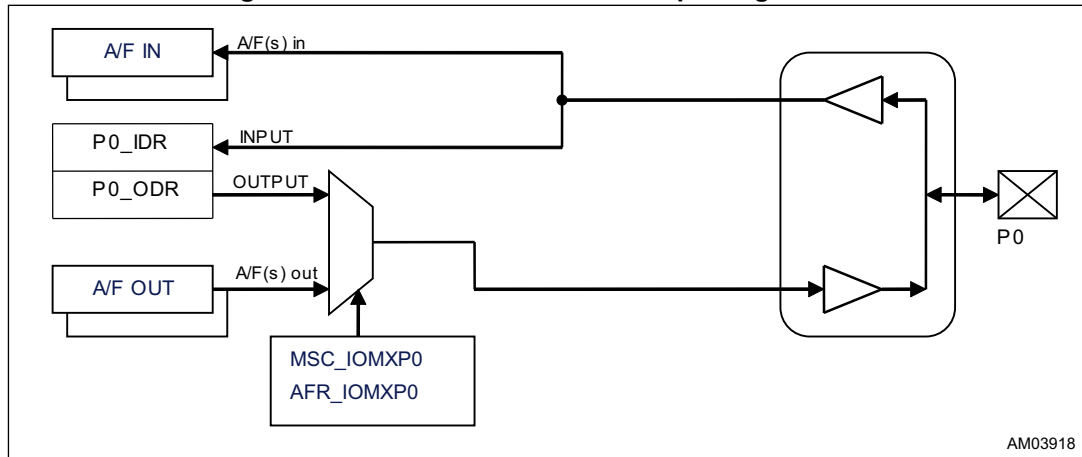 A/F IN
A/F(s) in
P0_IDR
INPUT
P0_ODR
OUTPUT
P0
A/F OUT
A/F(s) out
MSC_IOMXP0
AFR_IOMXP0
AM03918